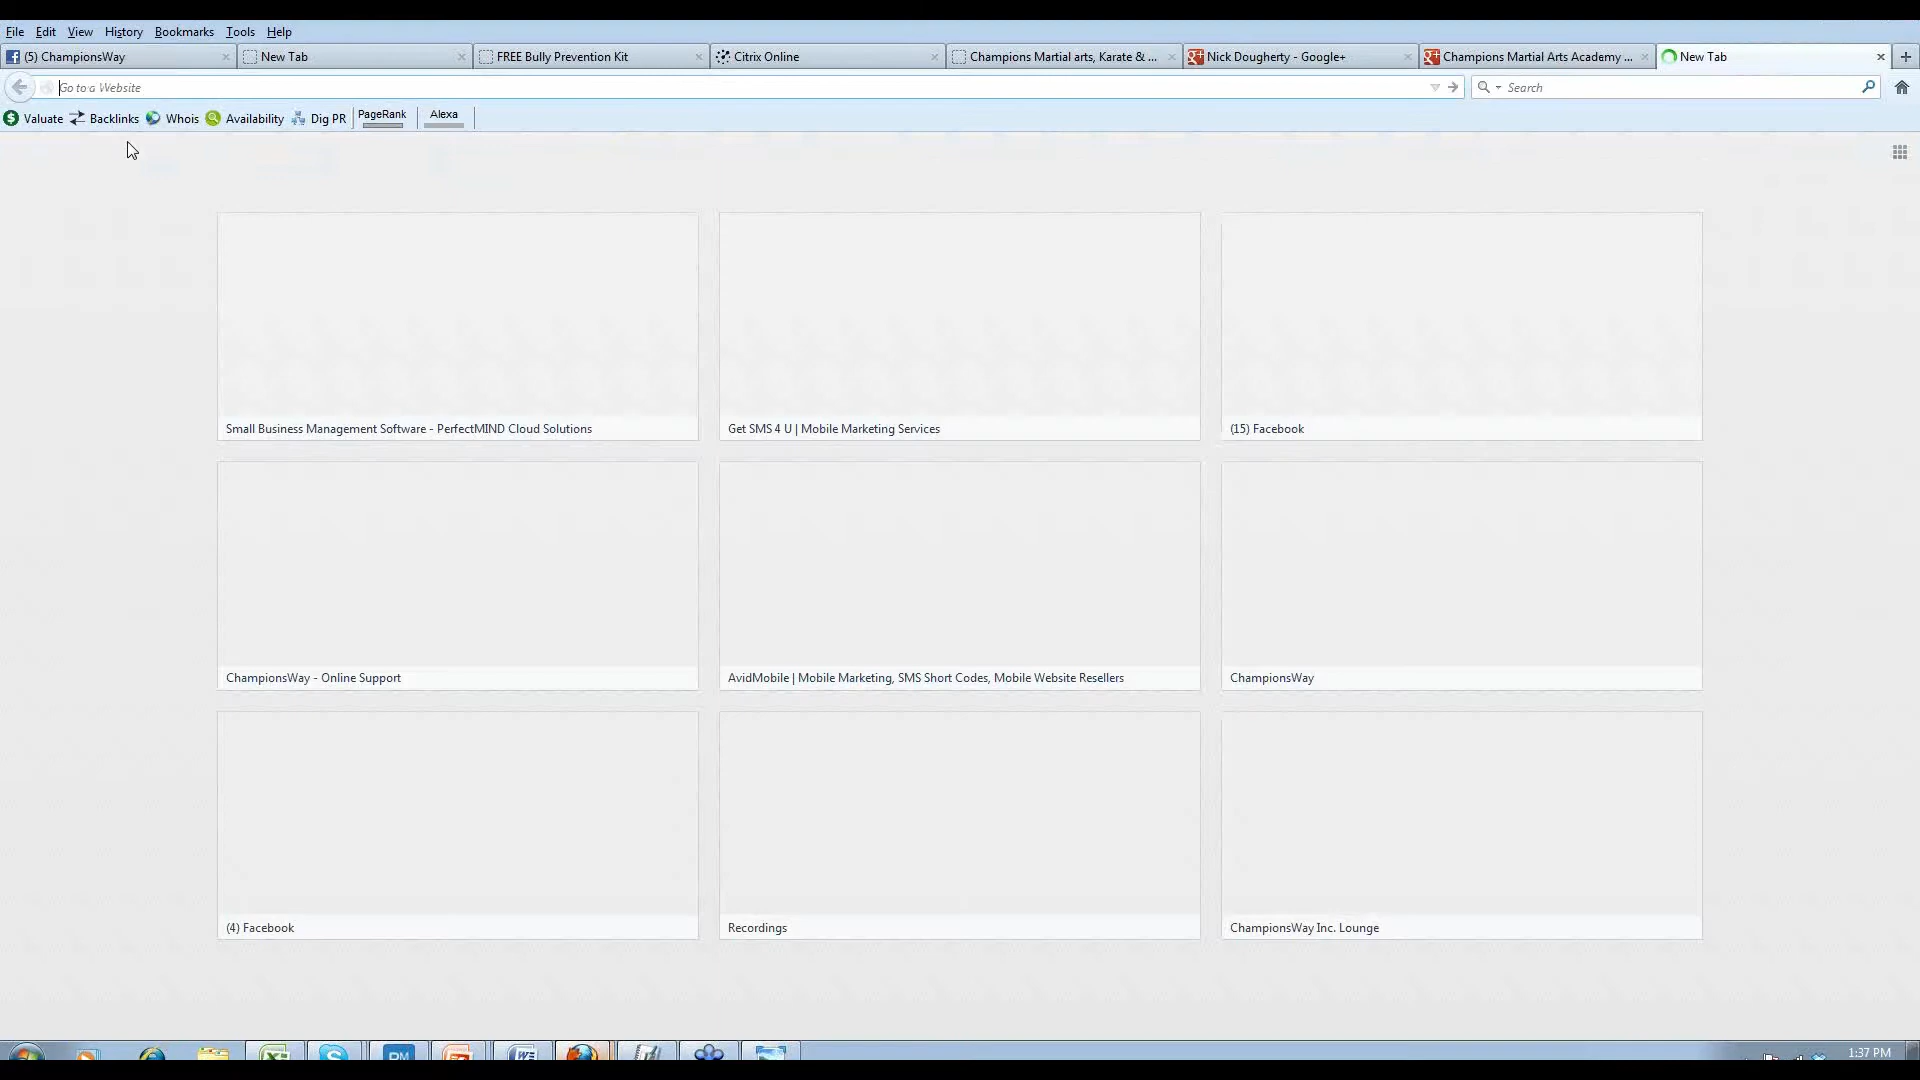 File Edit View History Bookmarks Tools Help
(5) ChampionsWay New Tab FREE Bully Prevention Kit Citrix Online Champions Martial arts, Karate & ... Nick Dougherty - Google+ Champions Martial Arts Academy ... New Tab
Go to a Website Search
Valuate Backlinks Whois Availability Dig PR PageRank Alexa
Small Business Management Software - PerfectMIND Cloud Solutions Get SMS 4 U | Mobile Marketing Services (15) Facebook
ChampionsWay - Online Support AvidMobile | Mobile Marketing, SMS Short Codes, Mobile Website Resellers ChampionsWay
(4) Facebook Recordings ChampionsWay Inc. Lounge
1:37 PM